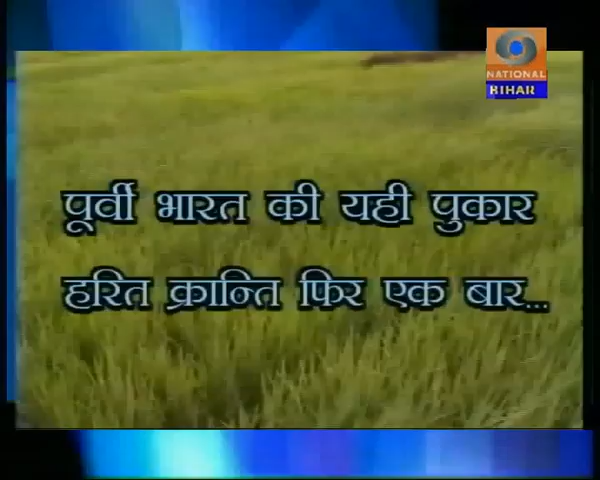 NATIONAL
BIHAR
पूर्वी भारत की यही पुकार
हरित क्रान्ति फिर एक बार...